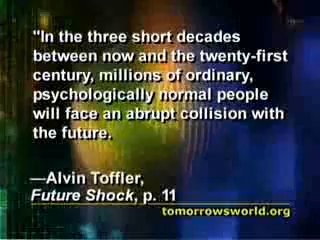 "In the three short decades
between now and the twenty-first
century, millions of ordinary,
psychologically normal people
will face an abrupt collision with
the future.
—Alvin Toffler,
Future Shock, p. 11
tomorrowsworld.org